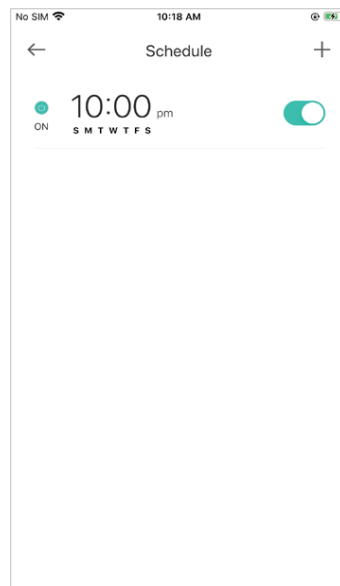 No SIM 10:18 AM
Schedule
10:00 pm
ON
S M T W T F S